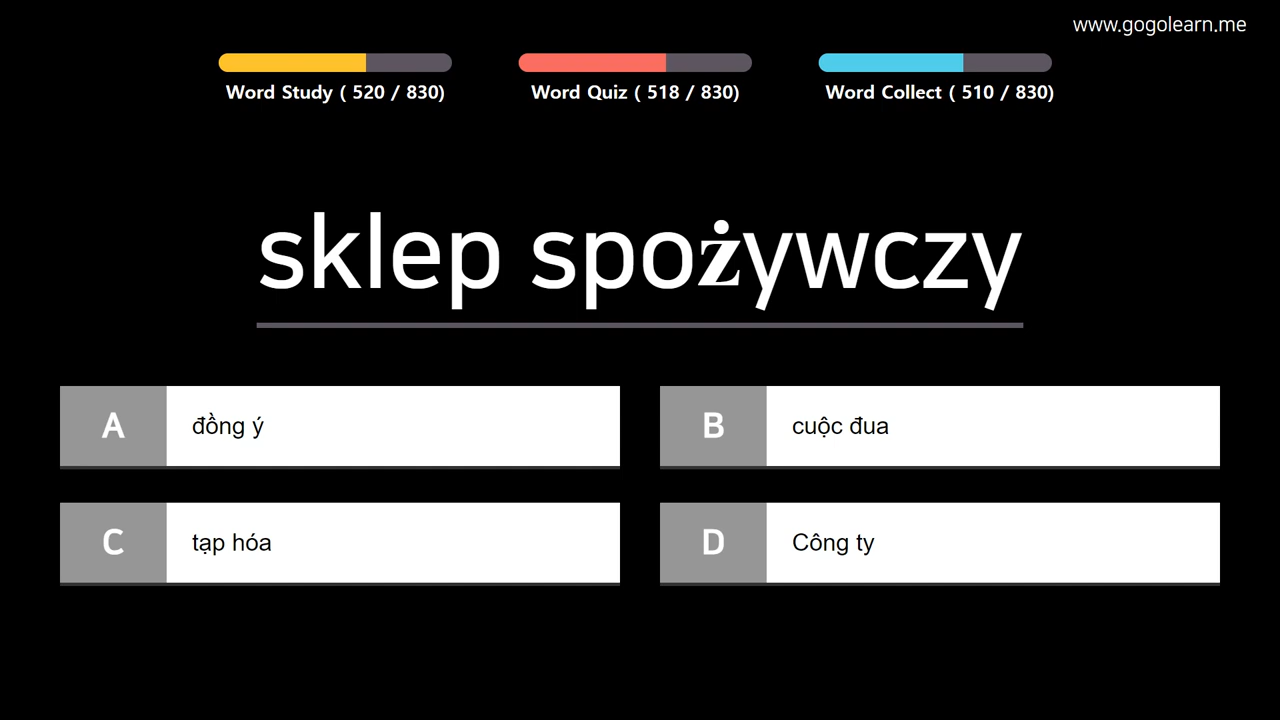 www.gogolearn.me
Word Study ( 520 / 830)
Word Quiz ( 518 / 830)
Word Collect ( 510 / 830)
sklep spożywczy
A đồng ý
B cuộc đua
C tạp hóa
D Công ty